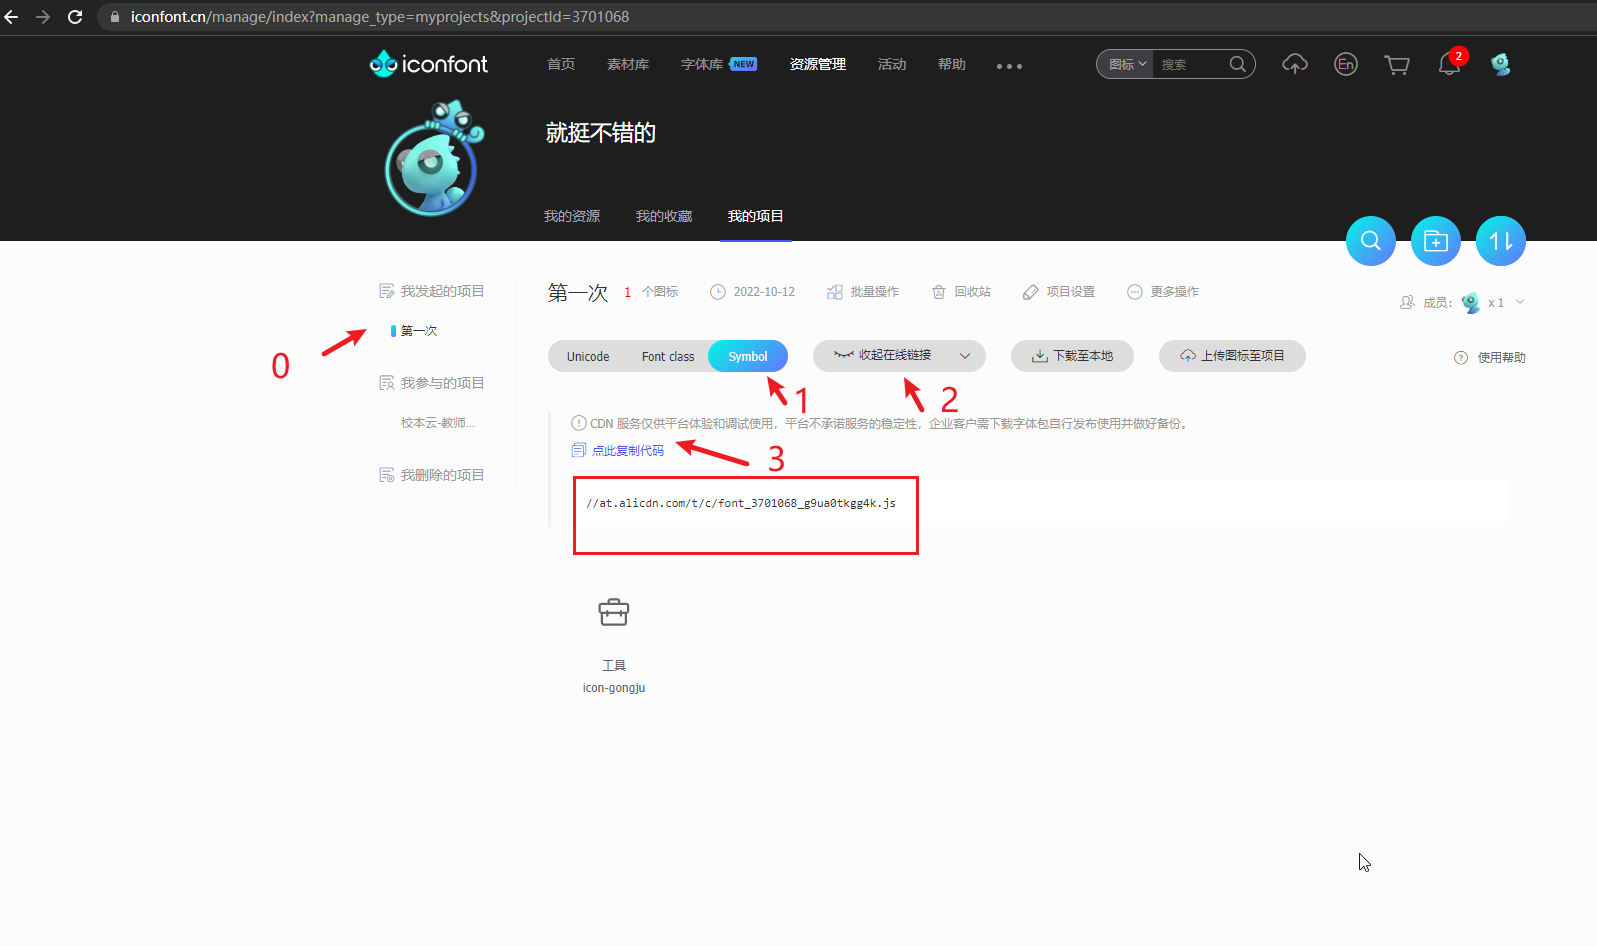 iconfont.cn/manage/index?manage_type=myprojects&projectId=3701068
iconfont 首页 素材库 字体库 NEW 资源管理 活动 帮助 ••• 图标 搜索 En 2
就挺不错的
我的资源 我的收藏 我的项目
我发起的项目
第一次
我参与的项目
校本云-教师...
我删除的项目
0
第一次 1 个图标 2022-10-12 批量操作 回收站 项目设置 更多操作
成员: x 1
Unicode Font class Symbol 收起在线链接 下载至本地 上传图标至项目 使用帮助
1
2
CDN 服务仅供平台体验和调试使用，平台不承诺服务的稳定性，企业客户需下载字体包自行发布使用并做好备份。
点此复制代码
3
//at.alicdn.com/t/c/font_3701068_g9ua0tkgg4k.js
工具
icon-gongju